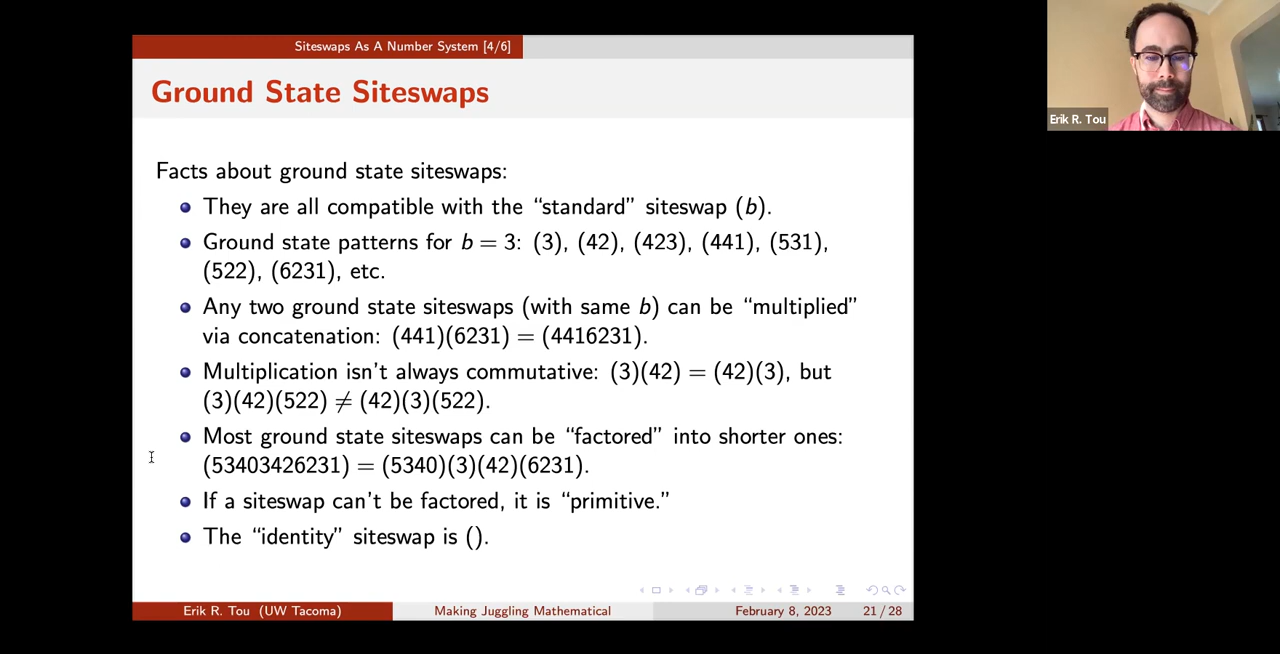 Siteswaps As A Number System [4/6]
Ground State Siteswaps
Facts about ground state siteswaps:
They are all compatible with the “standard” siteswap (b).
Ground state patterns for b = 3: (3), (42), (423), (441), (531),
(522), (6231), etc.
Any two ground state siteswaps (with same b) can be “multiplied”
via concatenation: (441)(6231) = (4416231).
Multiplication isn't always commutative: (3)(42) = (42)(3), but
(3)(42)(522) ≠ (42)(3)(522).
Most ground state siteswaps can be “factored” into shorter ones:
(53403426231) = (5340)(3)(42)(6231).
If a siteswap can't be factored, it is “primitive.”
The “identity” siteswap is ().
Erik R. Tou (UW Tacoma)
Making Juggling Mathematical
February 8, 2023
21 / 28
Erik R. Tou